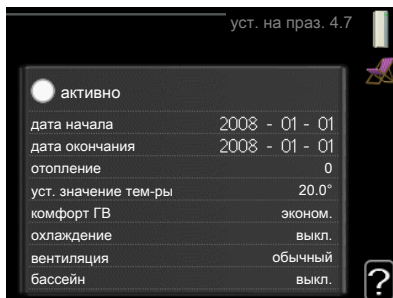 уст. на праз. 4.7
активно
дата начала 2008 - 01 - 01
дата окончания 2008 - 01 - 01
отопление 0
уст. значение тем-ры 20.0°
комфорт ГВ эконом.
охлаждение выкл.
вентиляция обычный
бассейн выкл.
?